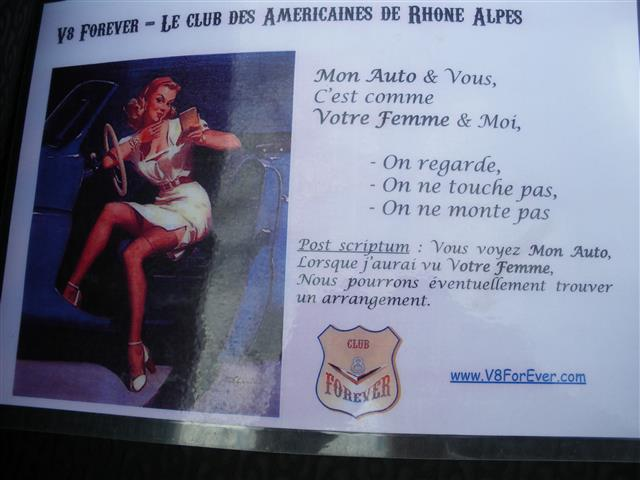 V8 Forever – Le club des Americaines de Rhone Alpes
Mon Auto & Vous,
C'est comme
Votre Femme & Moi,
- On regarde,
- On ne touche pas,
- On ne monte pas
Post scriptum : Vous voyez Mon Auto,
Lorsque j'aurai vu Votre Femme,
Nous pourrons éventuellement trouver
un arrangement.
CLUB
8
FOREVER
www.V8ForEver.com